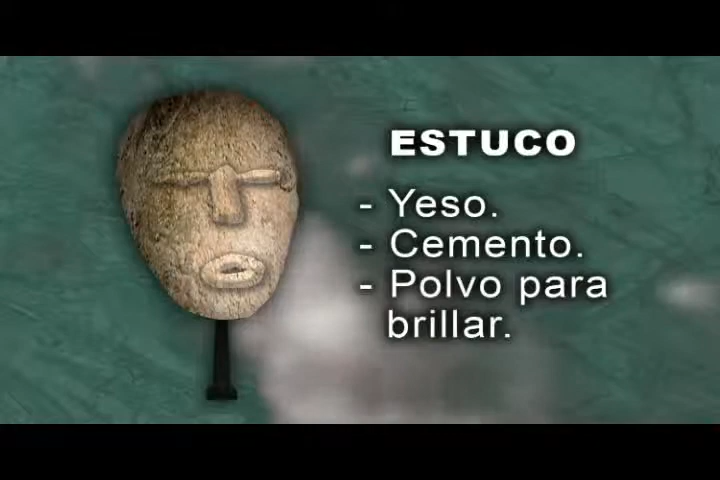 ESTUCO
- Yeso.
- Cemento.
- Polvo para
brillar.